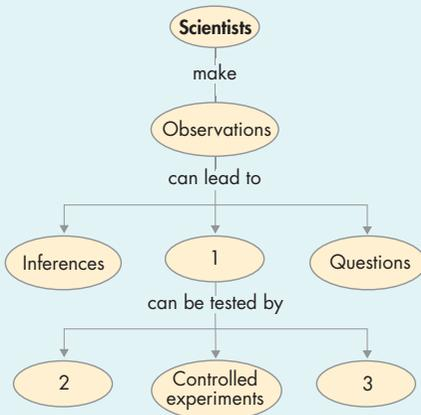 Scientists
make
Observations
can lead to
Inferences
1
Questions
can be tested by
2
Controlled
experiments
3